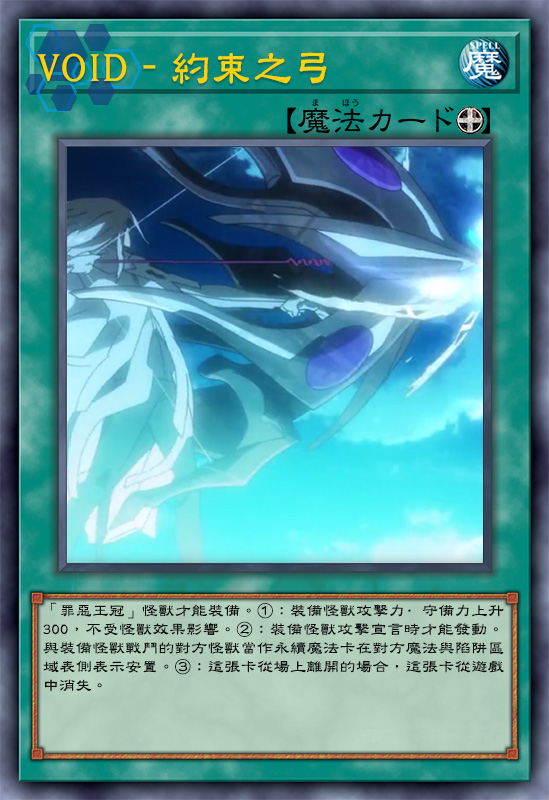 VOID - 約束之弓
SPELL
魔
【魔法カード】
ま ほう
「罪惡王冠」怪獸才能裝備。①：裝備怪獸攻擊力·守備力上升
300，不受怪獸效果影響。②：裝備怪獸攻擊宣言時才能發動。
與裝備怪獸戰鬥的對方怪獸當作永續魔法卡在對方魔法與陷阱區
域表側表示安置。③：這張卡從場上離開的場合，這張卡從遊戲
中消失。